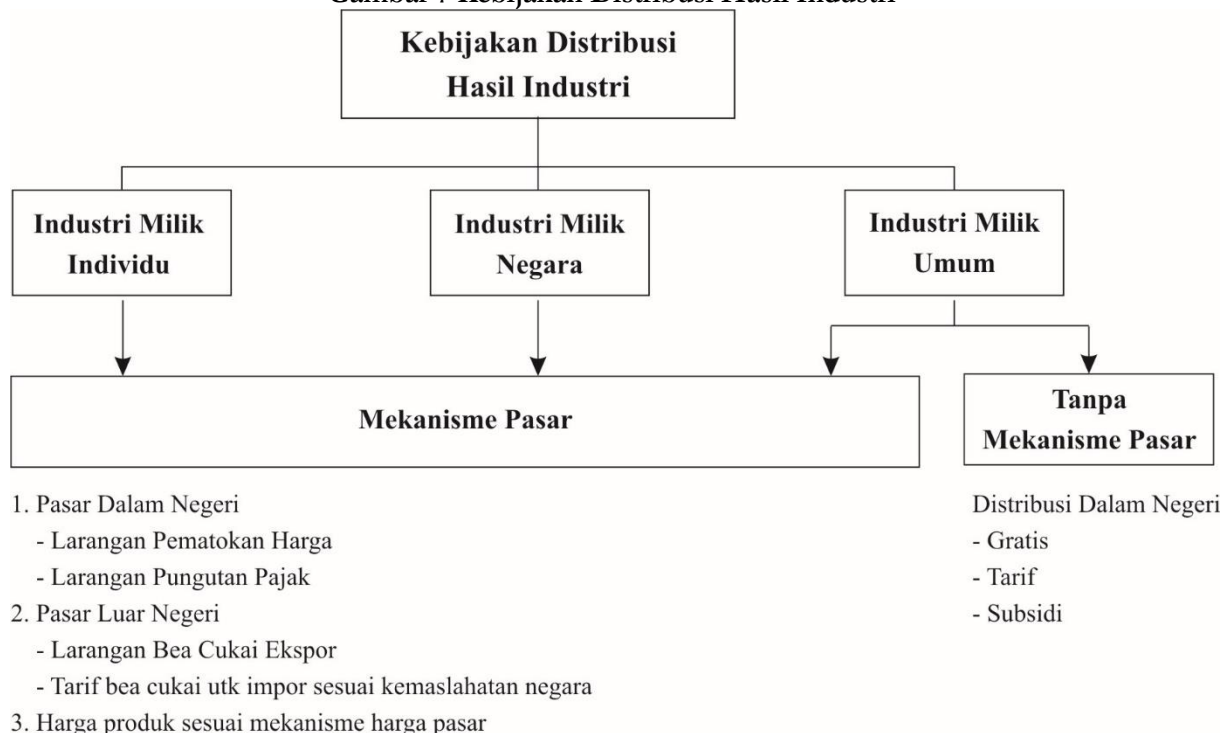 Kebijakan Distribusi
Hasil Industri
Industri Milik
Individu
Industri Milik
Negara
Industri Milik
Umum
Mekanisme Pasar
Tanpa
Mekanisme Pasar
1. Pasar Dalam Negeri
- Larangan Pematokan Harga
- Larangan Pungutan Pajak
2. Pasar Luar Negeri
- Larangan Bea Cukai Ekspor
- Tarif bea cukai utk impor sesuai kemaslahatan negara
3. Harga produk sesuai mekanisme harga pasar
Distribusi Dalam Negeri
- Gratis
- Tarif
- Subsidi